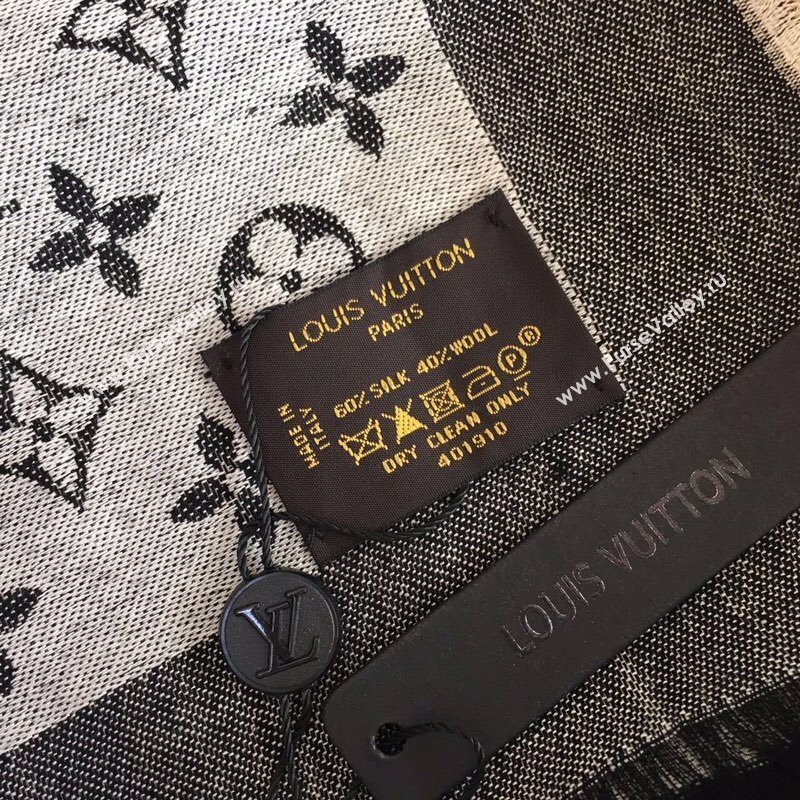 LOUIS VUITTON
PARIS
60% SILK 40% WOOL
MADE IN
ITALY
P
DRY CLEAN ONLY
401910
LV
LOUIS VUITTON